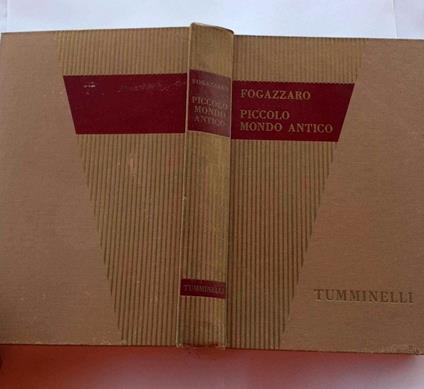 FOGAZZARO
PICCOLO
MONDO
ANTICO
TUMMINELLI
FOGAZZARO
PICCOLO
MONDO ANTICO
TUMMINELLI